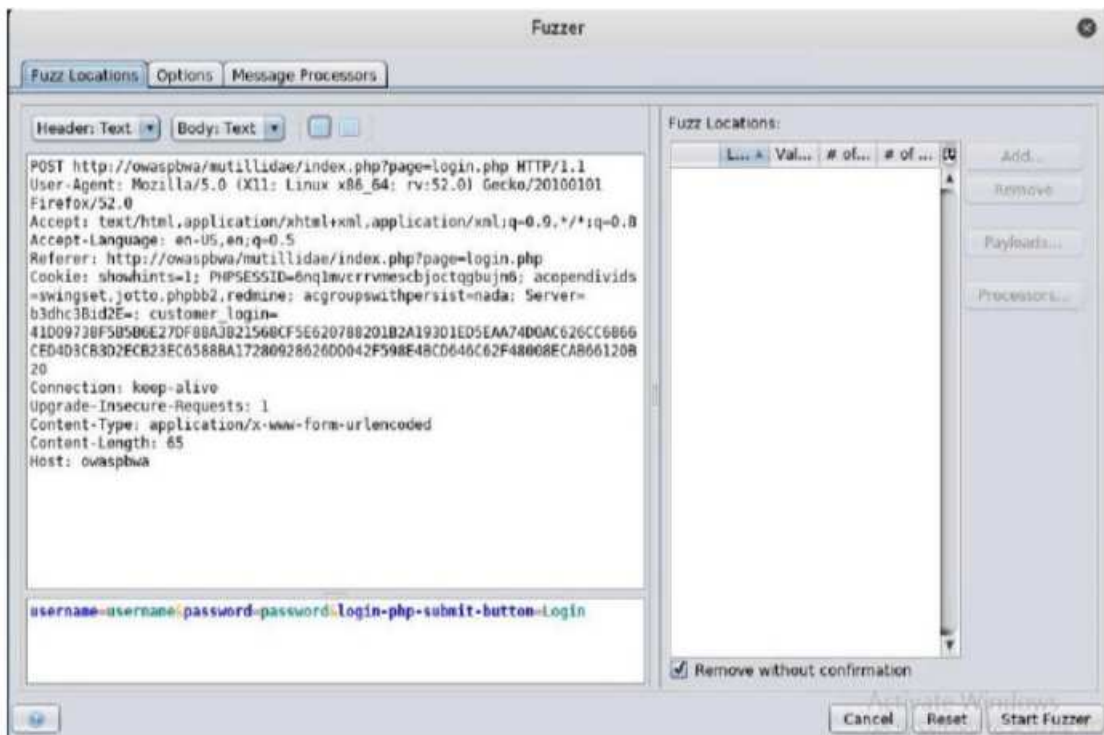 Fuzzer
Fuzz Locations Options Message Processors
Header: Text Body: Text
POST http://owaspbwa/mutillidae/index.php?page=login.php HTTP/1.1
User-Agent: Mozilla/5.0 (X11; Linux x86_64; rv:52.0) Gecko/20100101
Firefox/52.0
Accept: text/html,application/xhtml+xml,application/xml;q=0.9,*/*;q=0.8
Accept-Language: en-US,en;q=0.5
Referer: http://owaspbwa/mutillidae/index.php?page=login.php
Cookie: showhints=1; PHPSESSID=6nq1mvcrrvmescbjoctqgbujn6; acopendivids
=swingset,jotto,phpbb2,redmine; acgroupswithpersist=nada; Server=
b3dhc3Bid2E=; customer_login=
20
Connection: keep-alive
Upgrade-Insecure-Requests: 1
Content-Type: application/x-www-form-urlencoded
Content-Length: 65
Host: owaspbwa
username=username&password=password&login-php-submit-button=Login
Fuzz Locations:
L... Val... # of... # of ...
Add...
Remove
Payloads...
Processors...
Remove without confirmation
Activate Windows
Cancel Reset Start Fuzzer